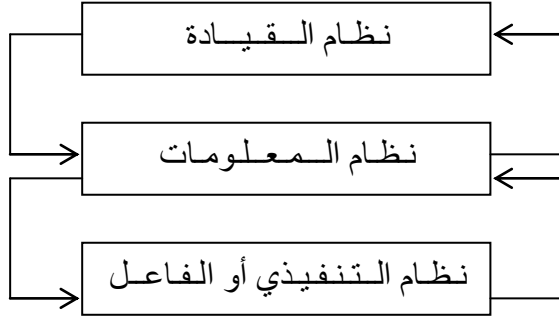 نظام القيادة
نظام المعلومات
نظام التنفيذي أو الفاعل